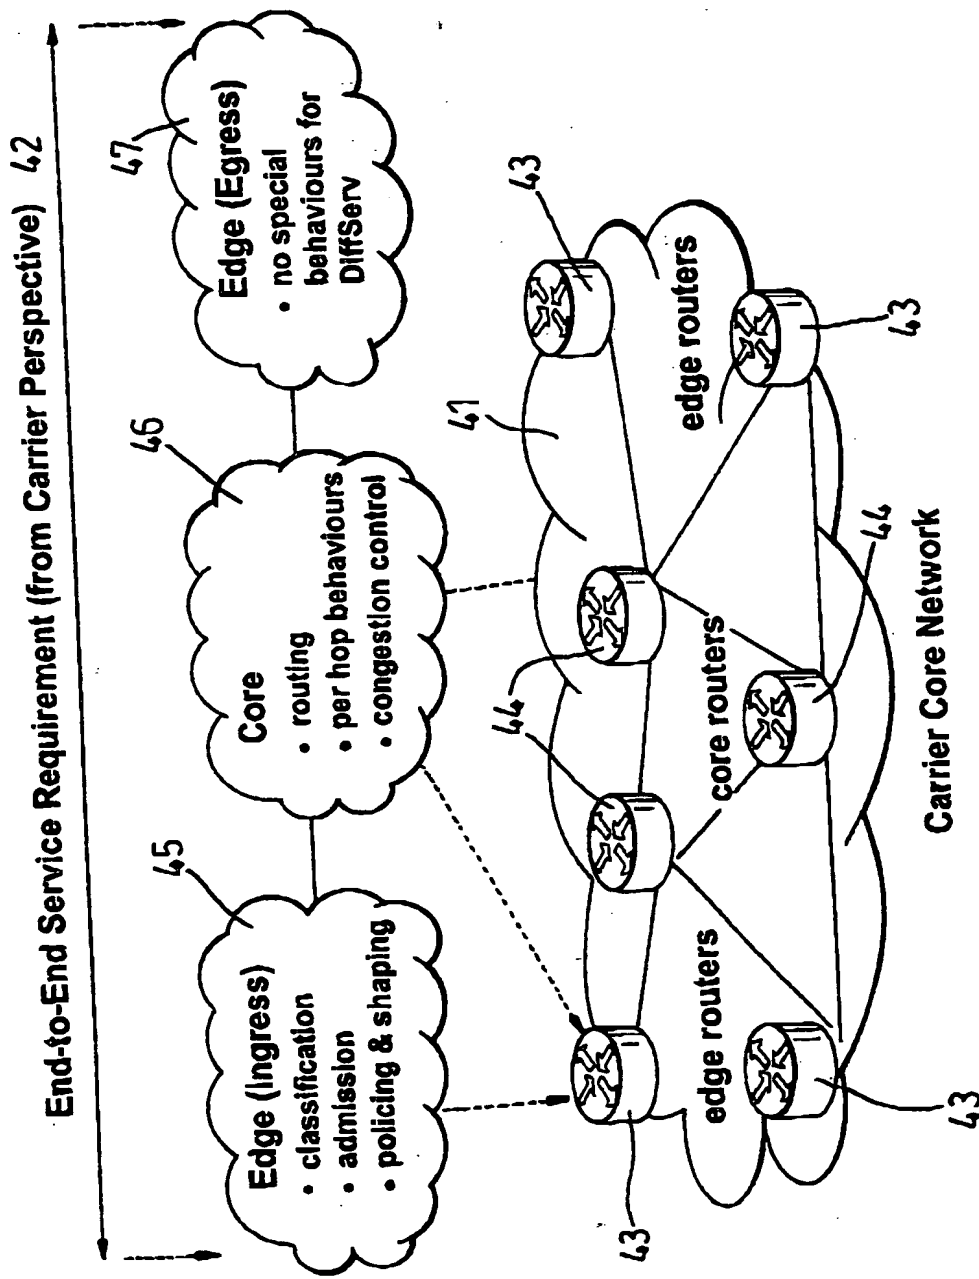 End-to-End Service Requirement (from Carrier Perspective) 42
45
Edge (Ingress)
• classification
• admission
• policing & shaping
46
Core
• routing
• per hop behaviours
• congestion control
47
Edge (Egress)
• no special
behaviours for
DiffServ
43
43
edge routers
44
44
core routers
44
41
43
edge routers
43
Carrier Core Network